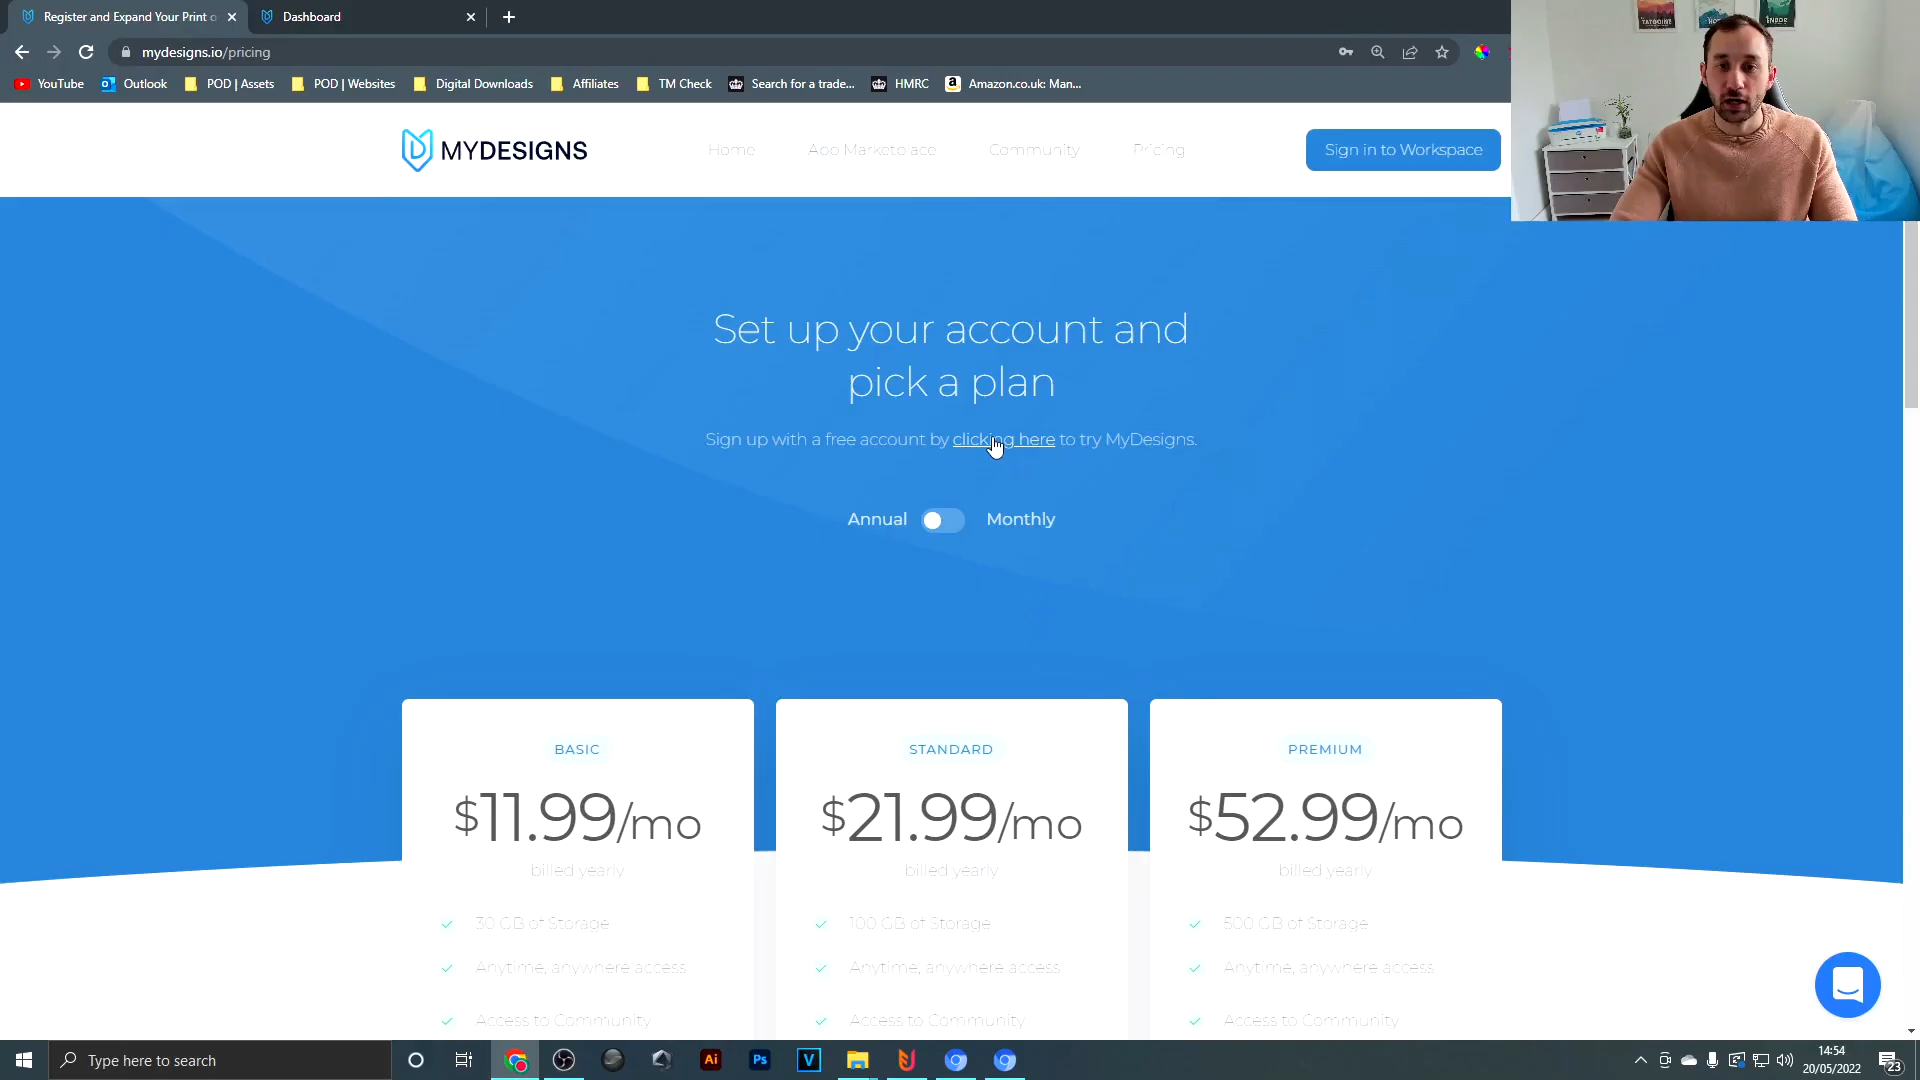 Register and Expand Your Print o
Dashboard
mydesigns.io/pricing
YouTube
Outlook
POD | Assets
POD | Websites
Digital Downloads
Affiliates
TM Check
Search for a trade...
HMRC
Amazon.co.uk: Man...
MYDESIGNS
Home
App Marketplace
Community
Pricing
Sign in to Workspace
Set up your account and
pick a plan
Sign up with a free account by clicking here to try MyDesigns.
Annual
Monthly
BASIC
$11.99/mo
billed yearly
30 GB of Storage
Anytime, anywhere access
Access to Community
STANDARD
$21.99/mo
billed yearly
100 GB of Storage
Anytime, anywhere access
Access to Community
PREMIUM
$52.99/mo
billed yearly
500 GB of Storage
Anytime, anywhere access
Access to Community
Type here to search
Ai
Ps
V
14:54
20/05/2022
23